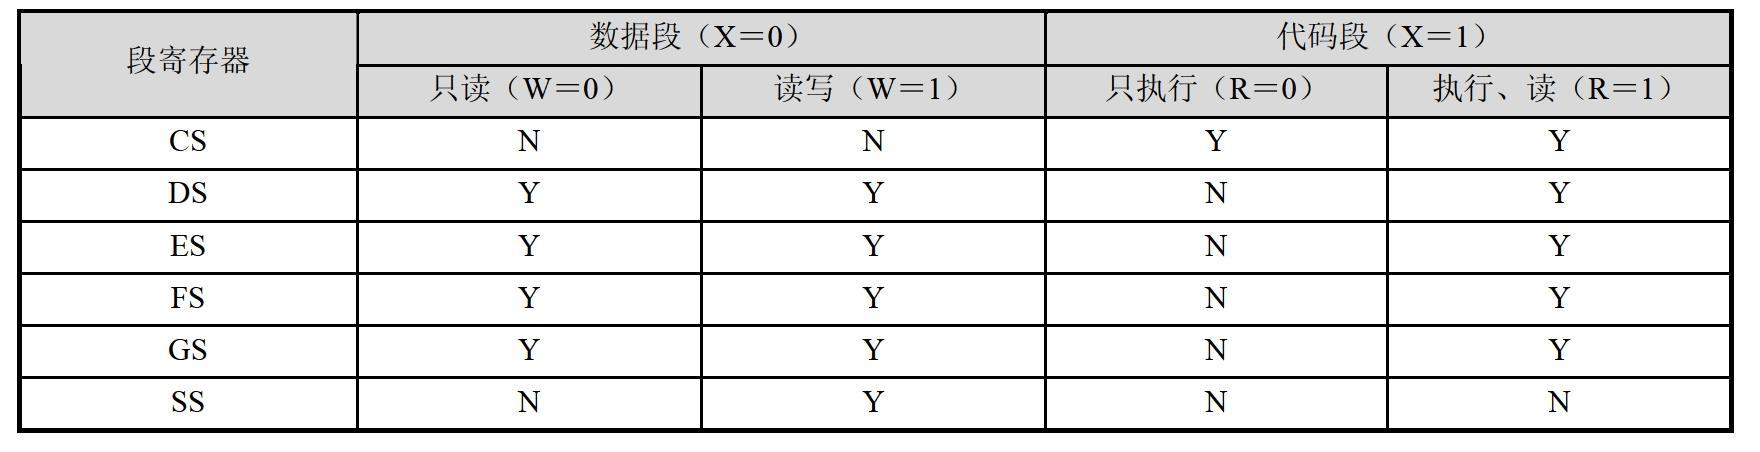 段寄存器 数据段（X＝0） 代码段（X＝1）
只读（W＝0） 读写（W＝1） 只执行（R＝0） 执行、读（R＝1）
CS N N Y Y
DS Y Y N Y
ES Y Y N Y
FS Y Y N Y
GS Y Y N Y
SS N Y N N